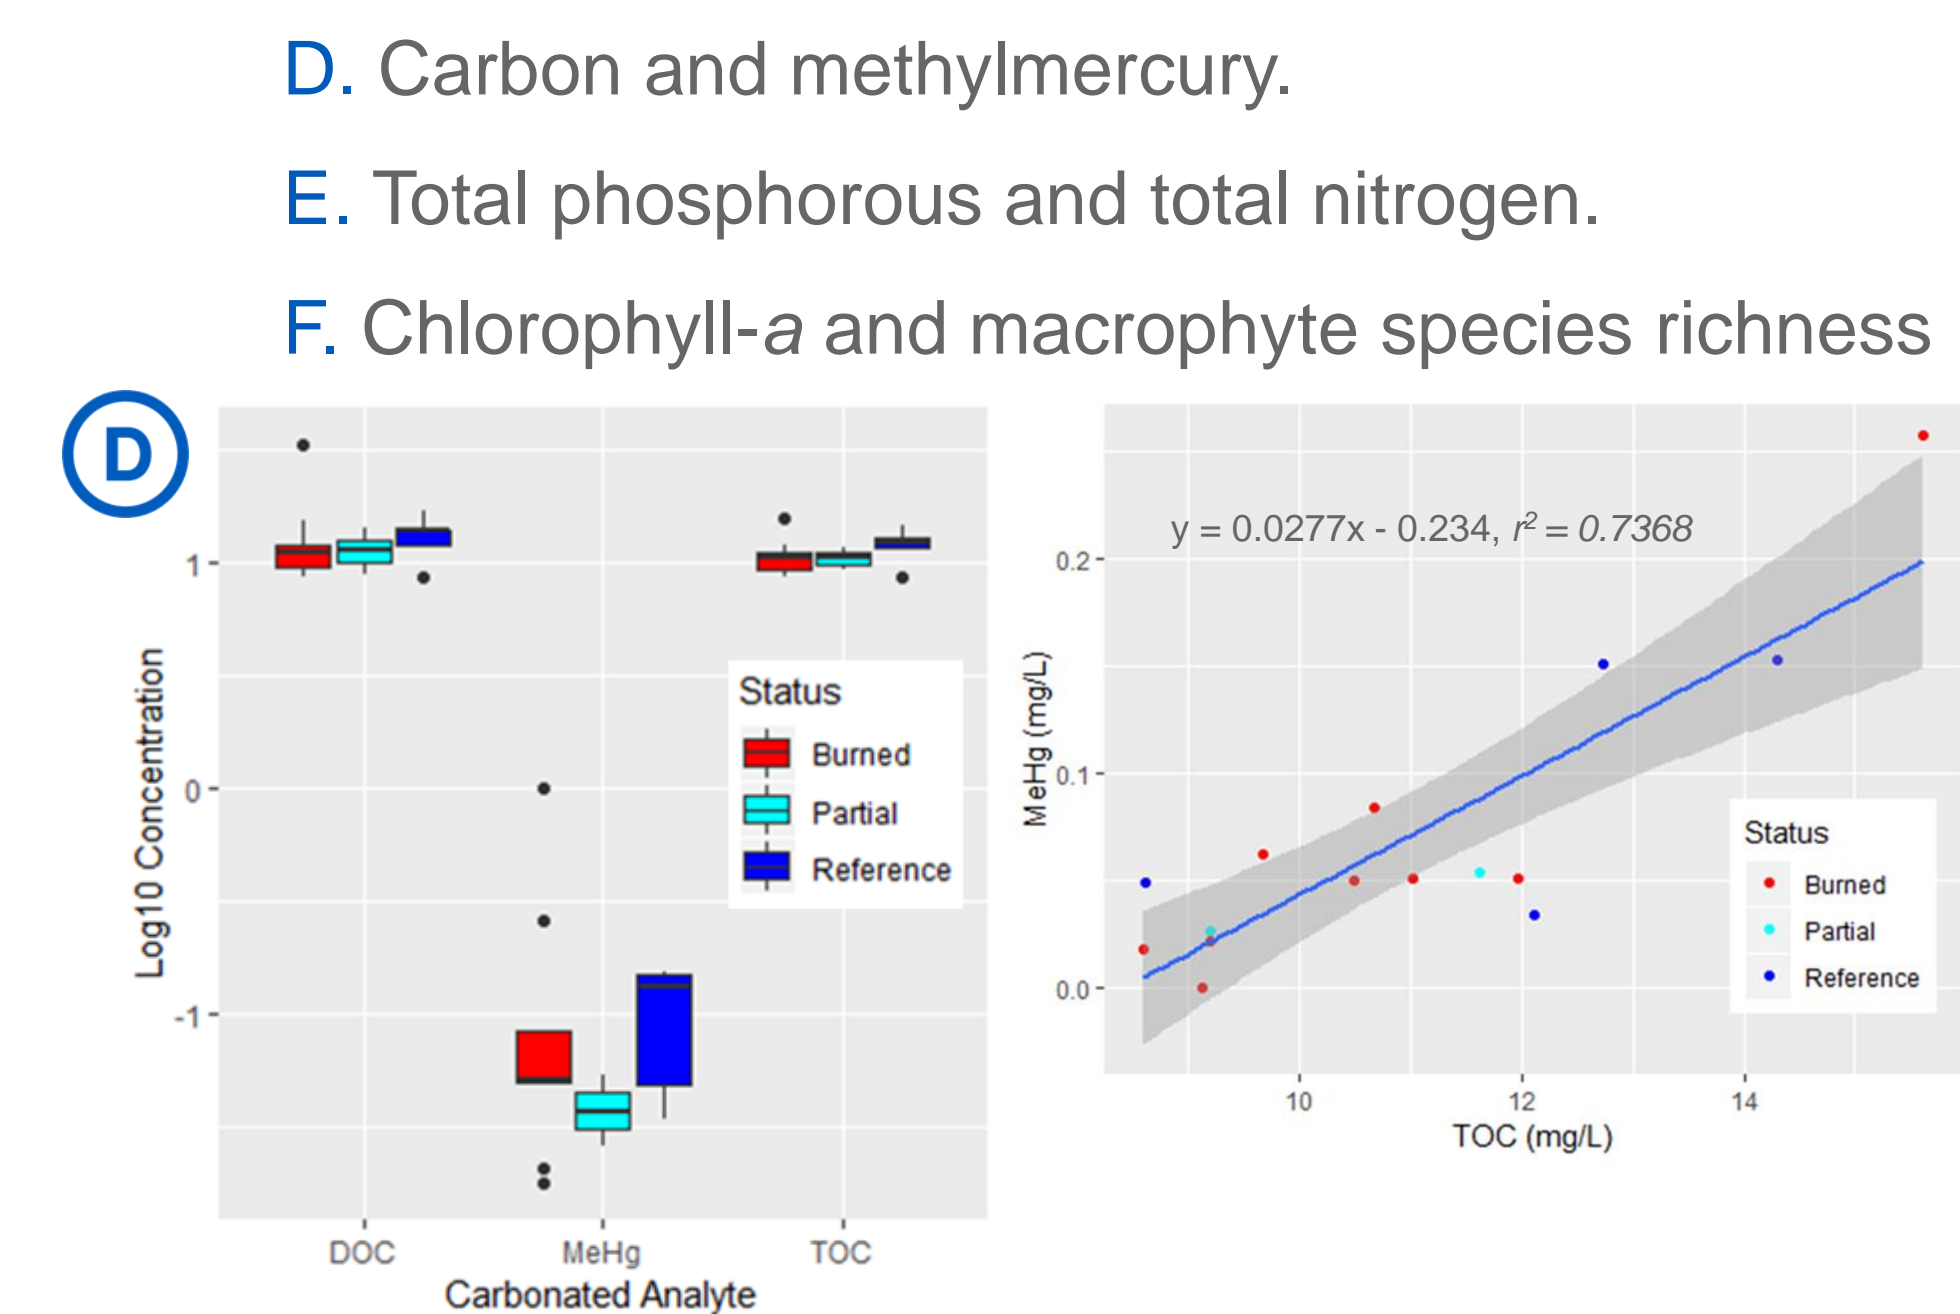 D. Carbon and methylmercury.
E. Total phosphorous and total nitrogen.
F. Chlorophyll-a and macrophyte species richness
D
Log10 Concentration
1
0
-1
Status
Burned
Partial
Reference
DOC
MeHg
TOC
Carbonated Analyte
y = 0.0277x - 0.234, r² = 0.7368
MeHg (mg/L)
0.2
0.1
0.0
Status
Burned
Partial
Reference
10
12
14
TOC (mg/L)